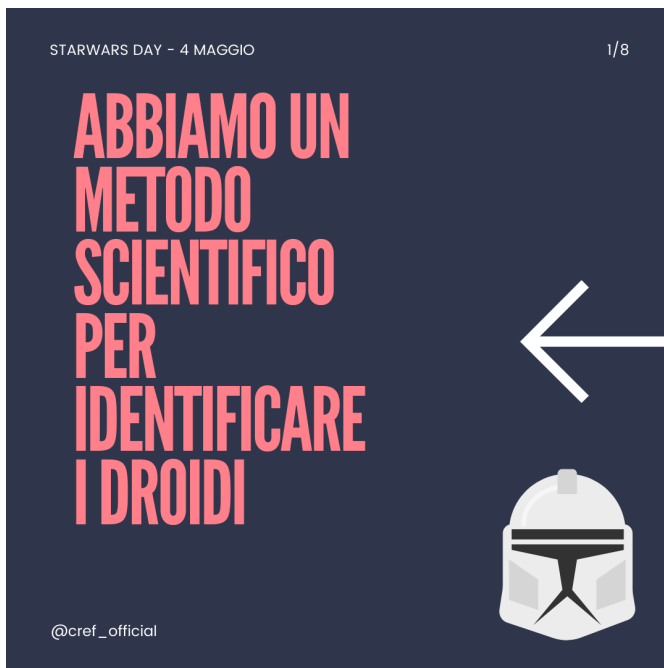 STARWARS DAY - 4 MAGGIO
1/8
ABBIAMO UN
METODO
SCIENTIFICO
PER
IDENTIFICARE
I DROIDI
@cref_official